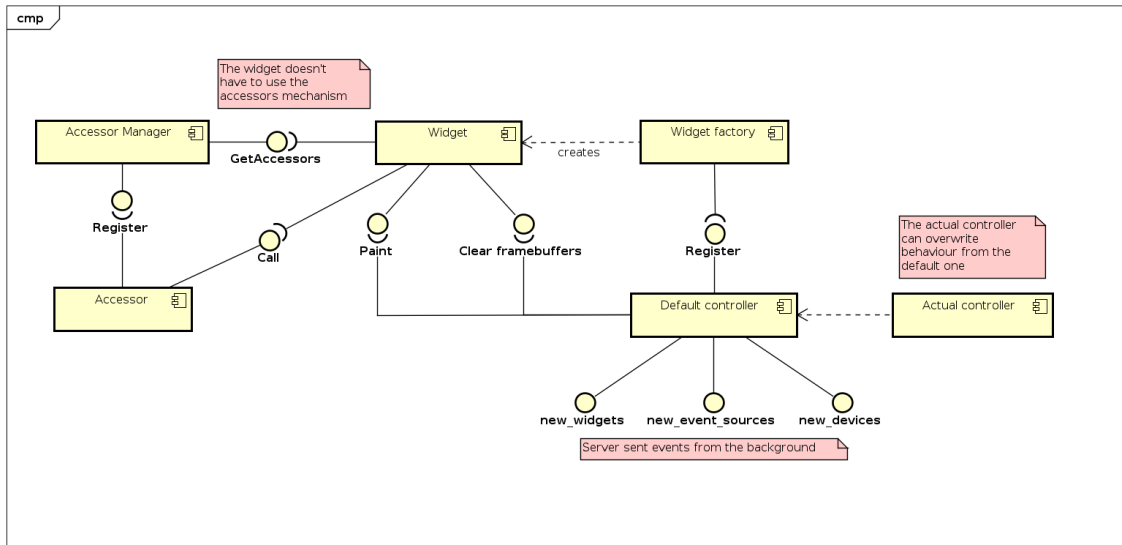 cmp
The widget doesn't
have to use the
accessors mechanism
Accessor Manager
Widget
Widget factory
GetAccessors
creates
Register
Call
Paint
Clear framebuffers
Register
The actual controller
can overwrite
behaviour from the
default one
Accessor
Default controller
Actual controller
new_widgets
new_event_sources
new_devices
Server sent events from the background